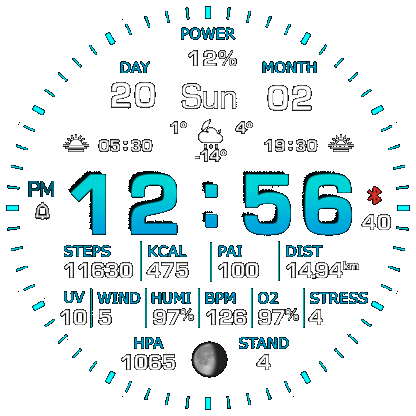 POWER
12%
DAY MONTH
20 Sun 02
1° 4°
05:30 -14° 19:30
PM 12:56
40
STEPS KCAL PAI DIST
11630 475 100 14.94km
UV WIND HUMI BPM O2 STRESS
10 5 97% 126 97% 4
HPA STAND
1065 4